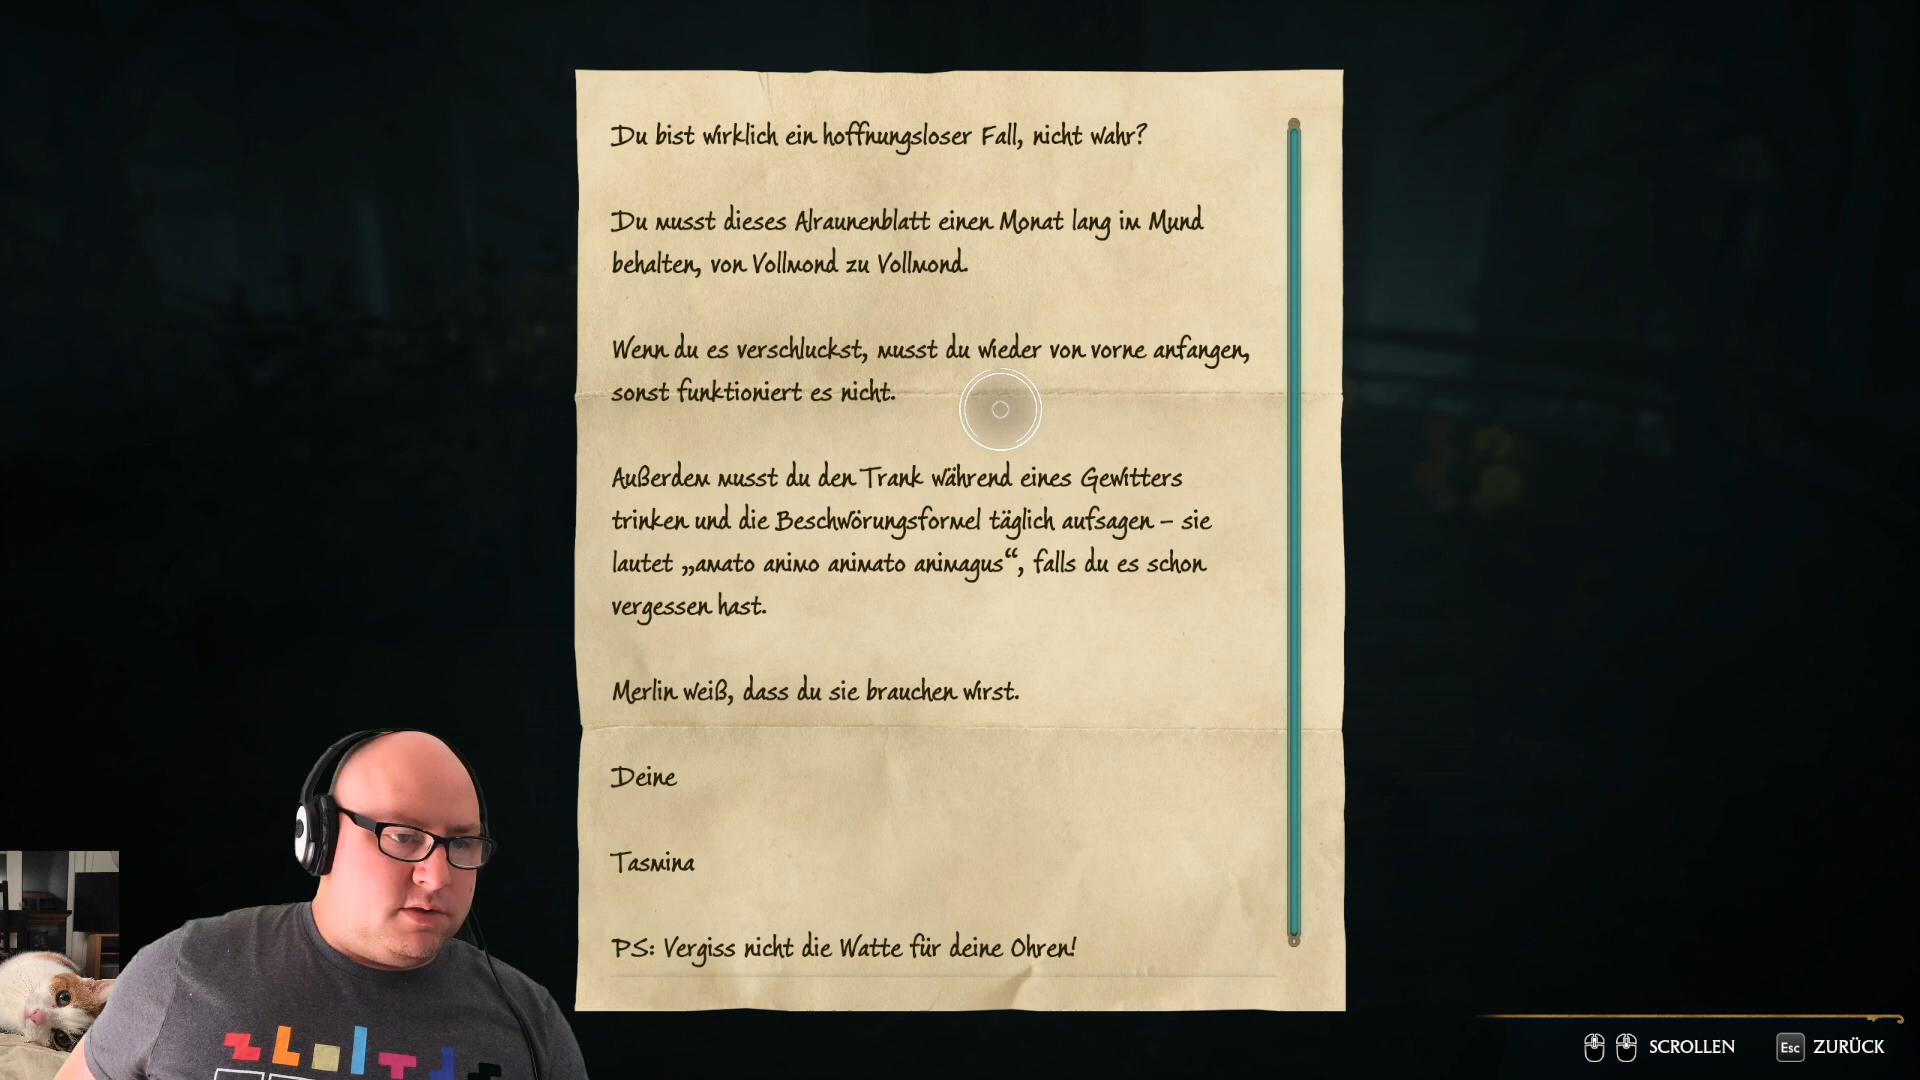 Du bist wirklich ein hoffnungsloser Fall, nicht wahr?
Du musst dieses Alraunenblatt einen Monat lang im Mund
behalten, von Vollmond zu Vollmond.
Wenn du es verschluckst, musst du wieder von vorne anfangen,
sonst funktioniert es nicht.
Außerdem musst du den Trank während eines Gewitters
trinken und die Beschwörungsformel täglich aufsagen – sie
lautet „amato animo animato animagus“, falls du es schon
vergessen hast.
Merlin weiß, dass du sie brauchen wirst.
Deine
Tasmina
PS: Vergiss nicht die Watte für deine Ohren!
SCROLLEN
Esc ZURÜCK